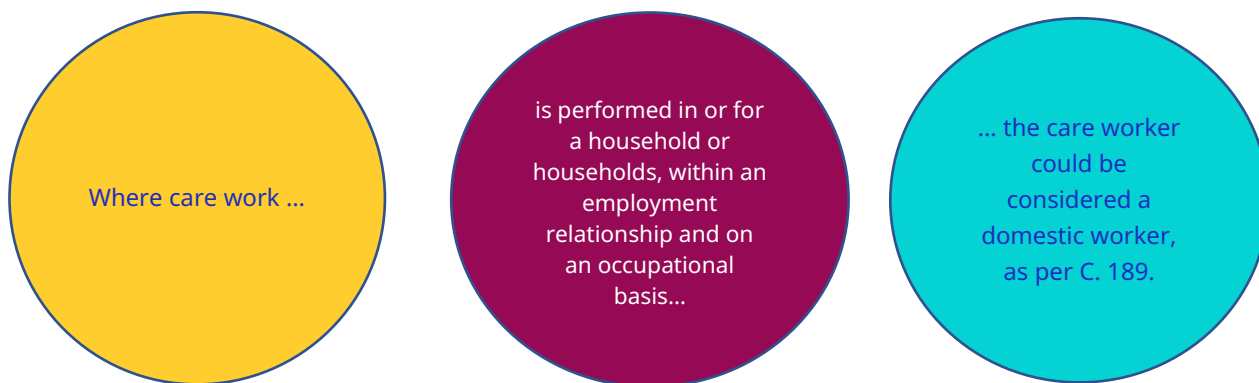 Where care work ...
is performed in or for
a household or
households, within an
employment
relationship and on
an occupational
basis...
... the care worker
could be
considered a
domestic worker,
as per C. 189.